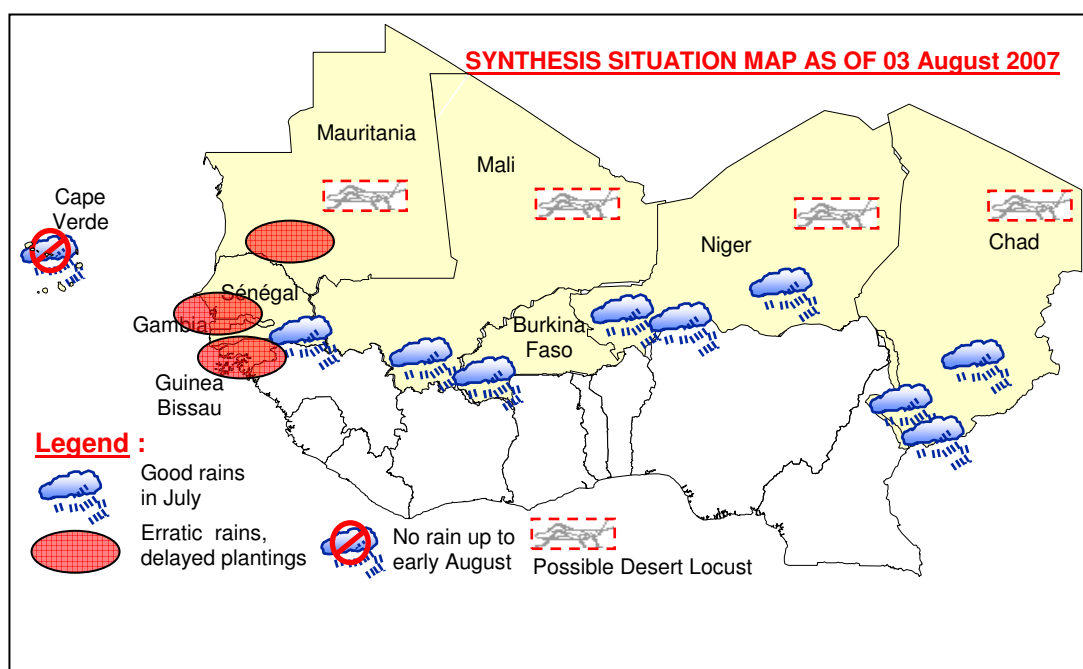 SYNTHESIS SITUATION MAP AS OF 03 August 2007
Mauritania
Mali
Cape
Verde
Niger
Chad
Sénégal
Gambia
Burkina
Faso
Guinea
Bissau
Legend :
Good rains
in July
Erratic rains,
delayed plantings
No rain up to
early August
Possible Desert Locust